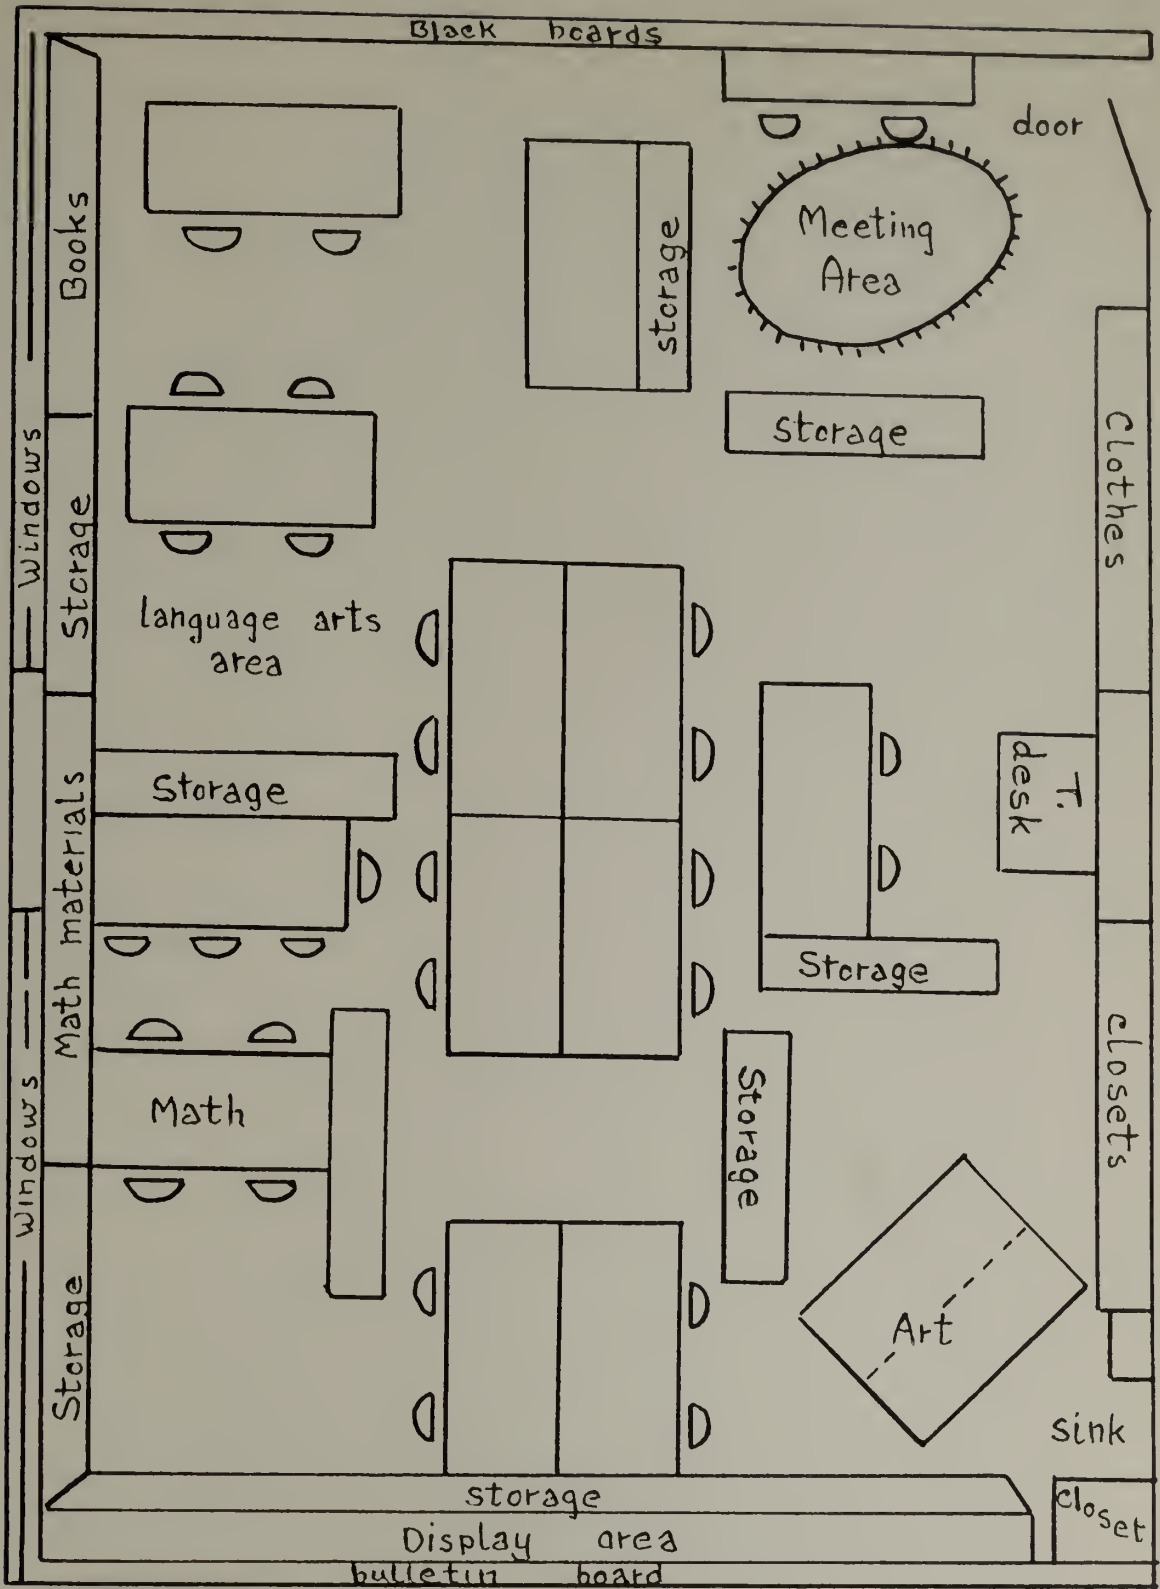 Black boards
door
Meeting
Area
storage
Books
Storage
Clothes
Windows
Storage
language arts
area
T.
desk
Storage
Math materials
Storage
closets
Storage
Math
Windows
Art
Storage
sink
storage
closet
Display area
bulletin board